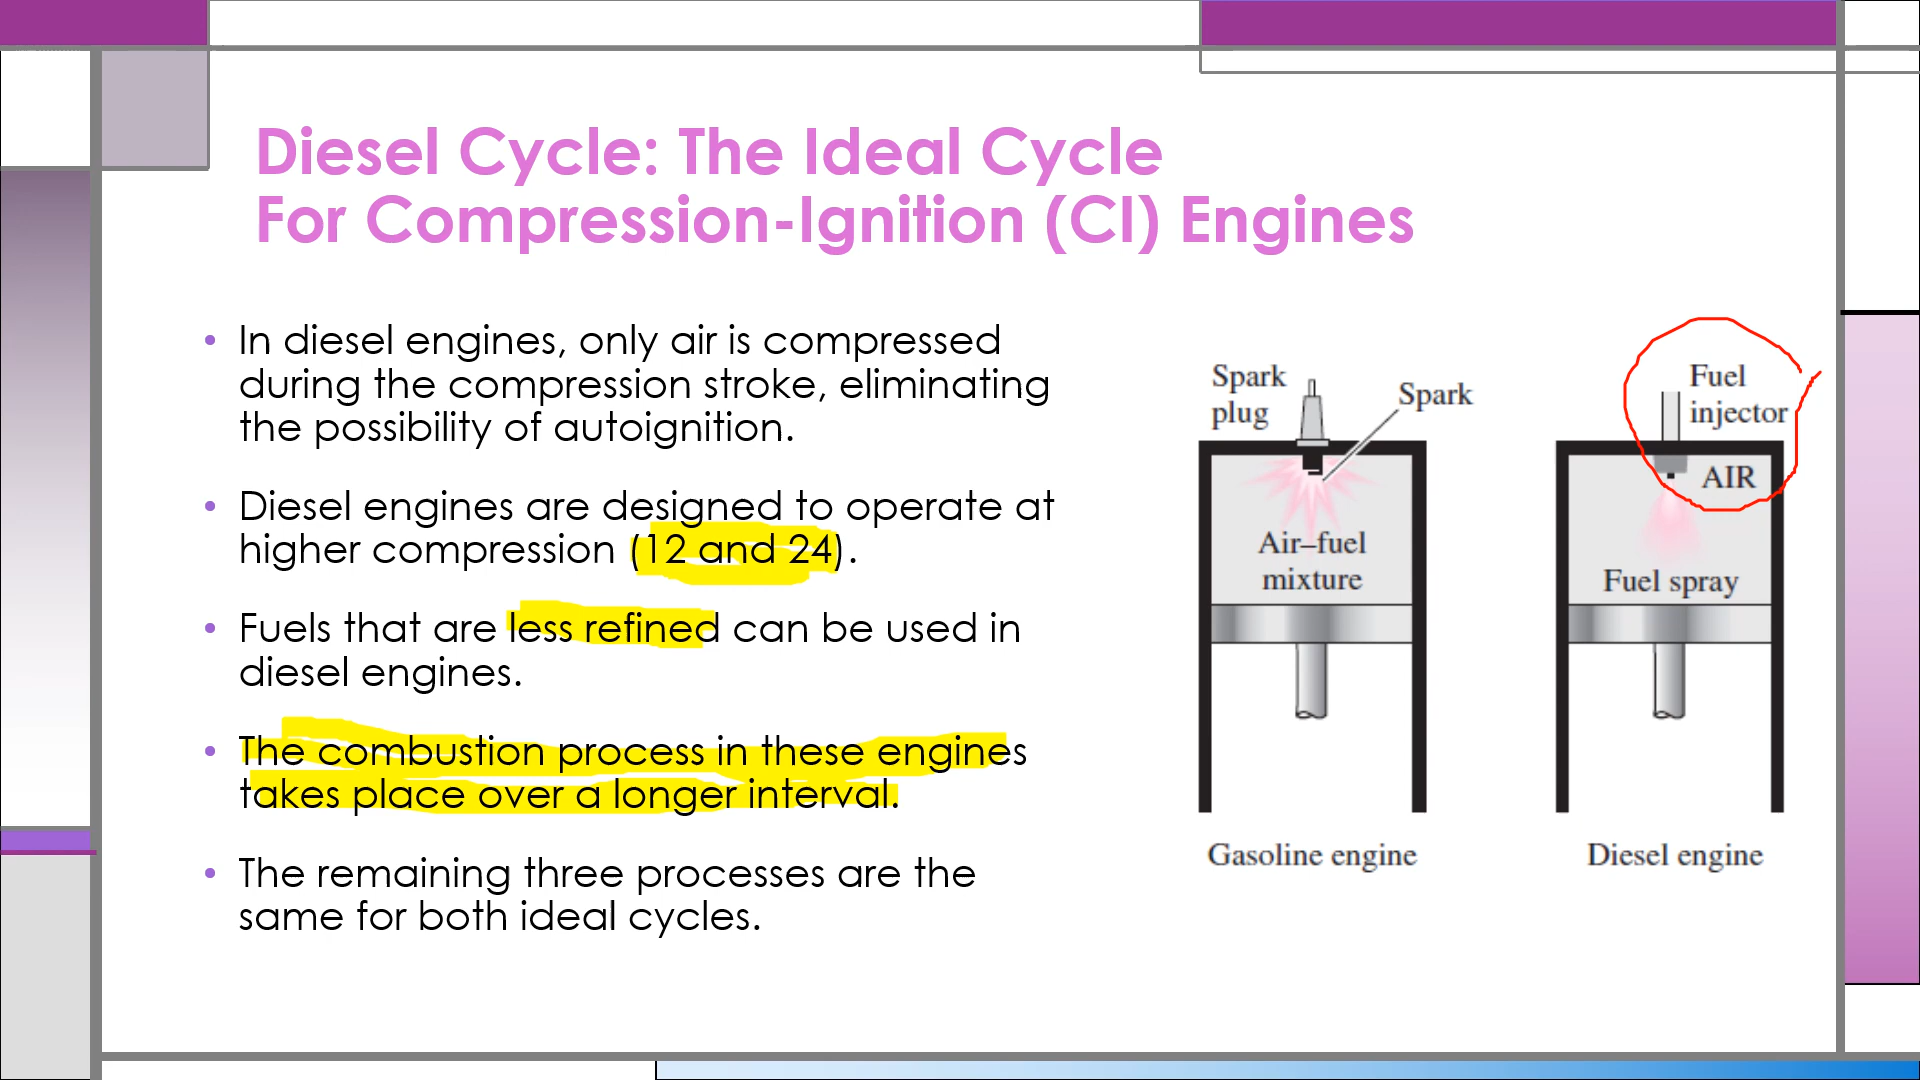 Diesel Cycle: The Ideal Cycle
For Compression-Ignition (CI) Engines
• In diesel engines, only air is compressed
during the compression stroke, eliminating
the possibility of autoignition.
• Diesel engines are designed to operate at
higher compression (12 and 24).
• Fuels that are less refined can be used in
diesel engines.
• The combustion process in these engines
takes place over a longer interval.
• The remaining three processes are the
same for both ideal cycles.
Spark
plug
Spark
Air–fuel
mixture
Gasoline engine
Fuel
injector
AIR
Fuel spray
Diesel engine